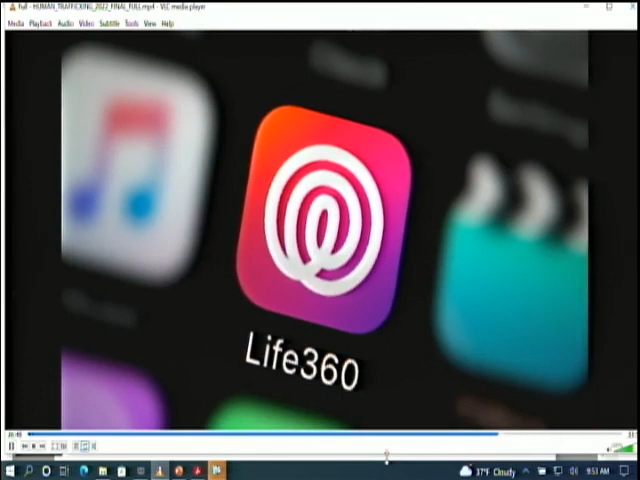 Full - HUMAN_TRAFFICKING_2022_FINAL_FULL.mp4 - VLC media player
Media Playback Audio Video Subtitle Tools View Help
Life360
37°F Cloudy
9:53 AM